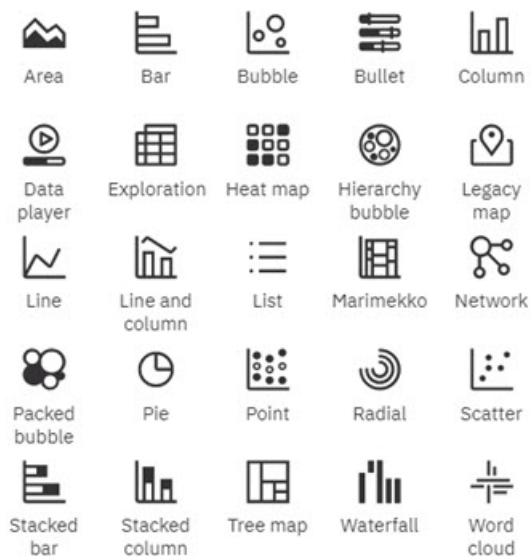 Area Bar Bubble Bullet Column
Data player Exploration Heat map Hierarchy bubble Legacy map
Line Line and column List Marimekko Network
Packed bubble Pie Point Radial Scatter
Stacked bar Stacked column Tree map Waterfall Word cloud